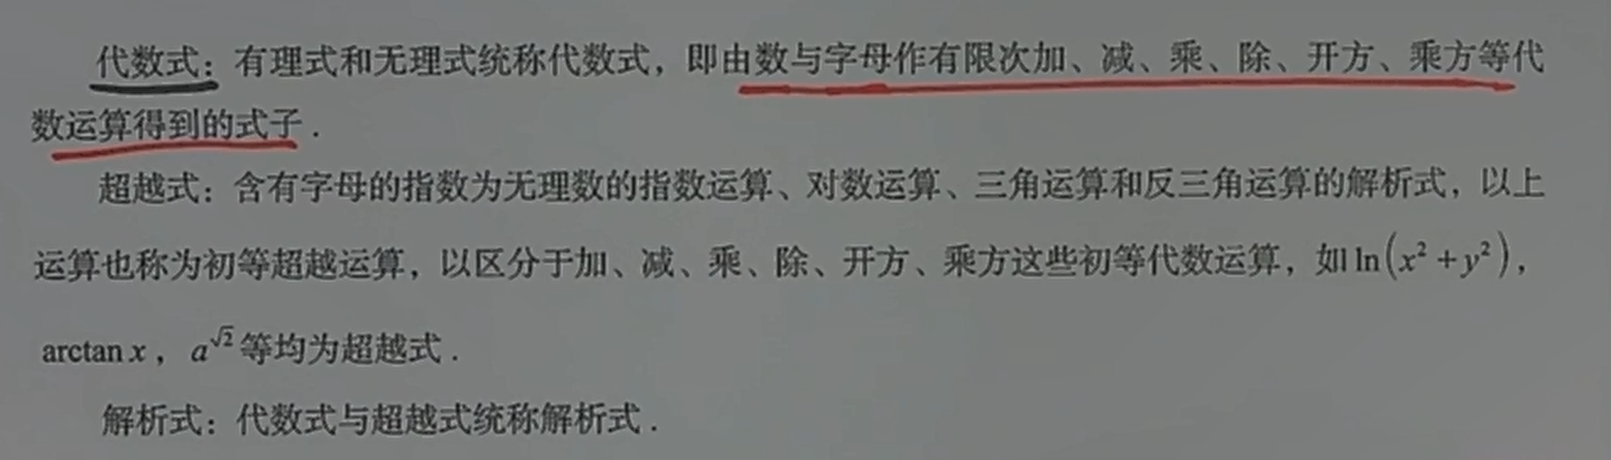 代数式：有理式和无理式统称代数式，即由数与字母作有限次加、减、乘、除、开方、乘方等代
数运算得到的式子．
超越式：含有字母的指数为无理数的指数运算、对数运算、三角运算和反三角运算的解析式，以上
运算也称为初等超越运算，以区分于加、减、乘、除、开方、乘方这些初等代数运算，如 ln(x²+y²)，
arctan x，a^√2 等均为超越式．
解析式：代数式与超越式统称解析式．